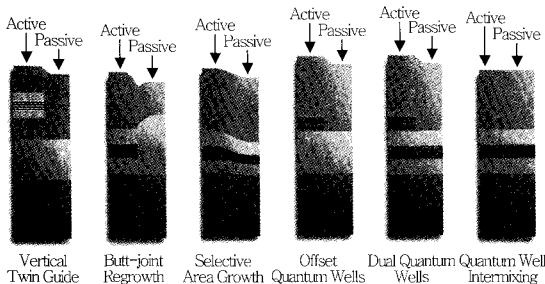 Active
Passive
Active
Passive
Active
Passive
Active
Passive
Active
Passive
Active
Passive
Vertical
Twin Guide
Butt-joint
Regrowth
Selective
Area Growth
Offset
Quantum Wells
Dual Quantum
Wells
Quantum Well
Intermixing